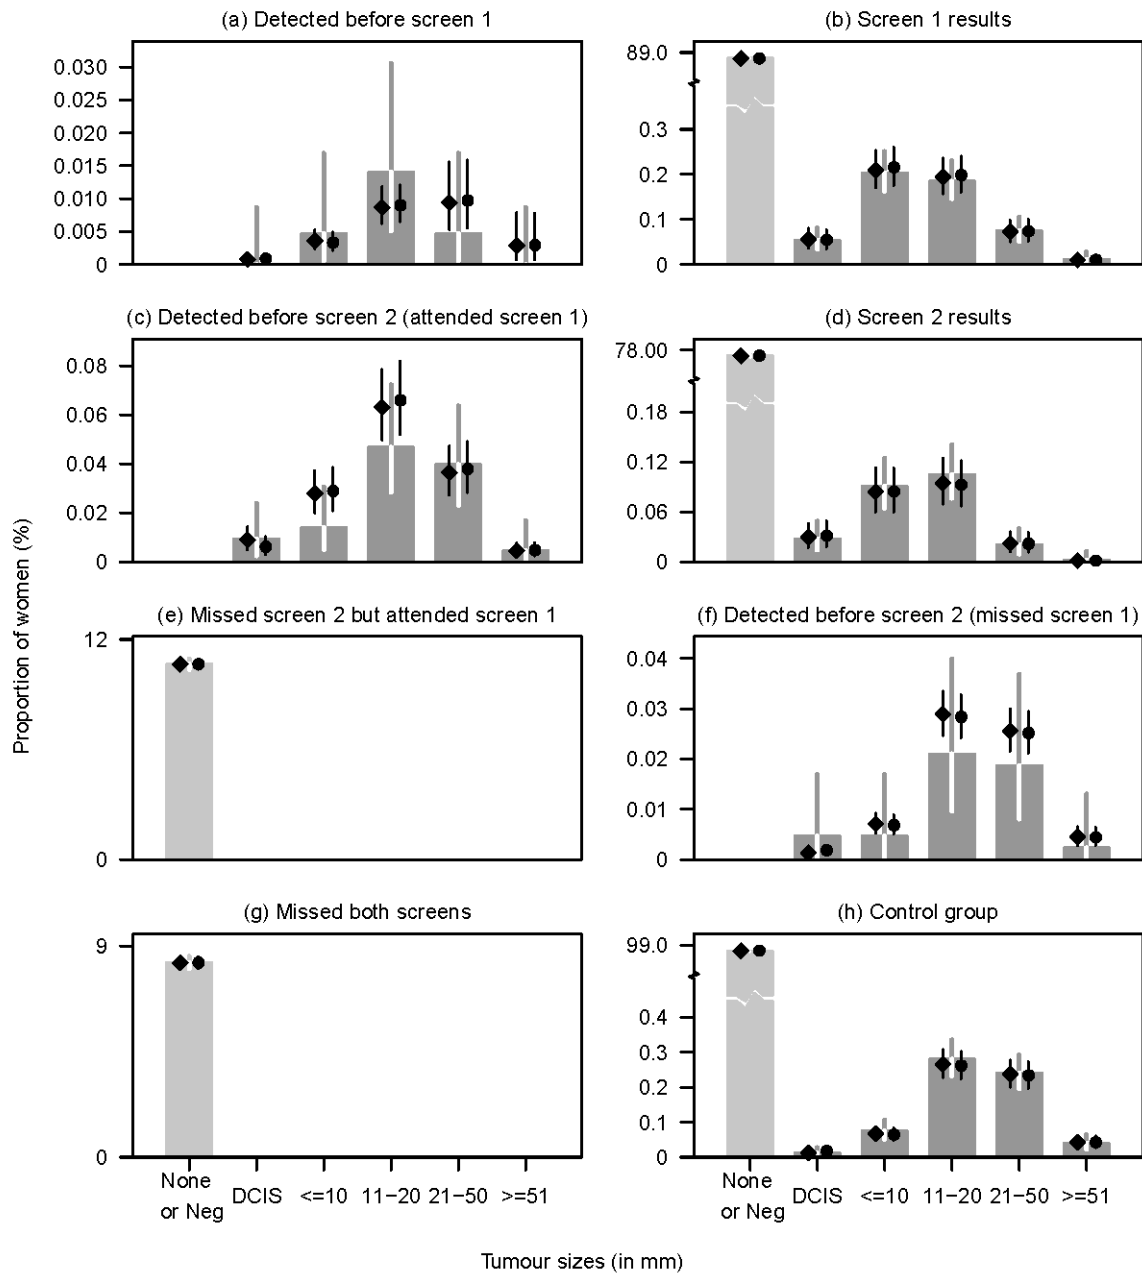 (a) Detected before screen 1
0.030
0.025
0.020
0.015
0.010
0.005
0
(b) Screen 1 results
89.0
0.3
0.2
0.1
0
(c) Detected before screen 2 (attended screen 1)
0.08
0.06
0.04
0.02
0
(d) Screen 2 results
78.00
0.18
0.12
0.06
0
(e) Missed screen 2 but attended screen 1
12
0
(f) Detected before screen 2 (missed screen 1)
0.04
0.03
0.02
0.01
0
(g) Missed both screens
9
0
None
or Neg
DCIS
<=10
11−20
21−50
>=51
(h) Control group
99.0
0.4
0.3
0.2
0.1
0
None
or Neg
DCIS
<=10
11−20
21−50
>=51
Proportion of women (%)
Tumour sizes (in mm)